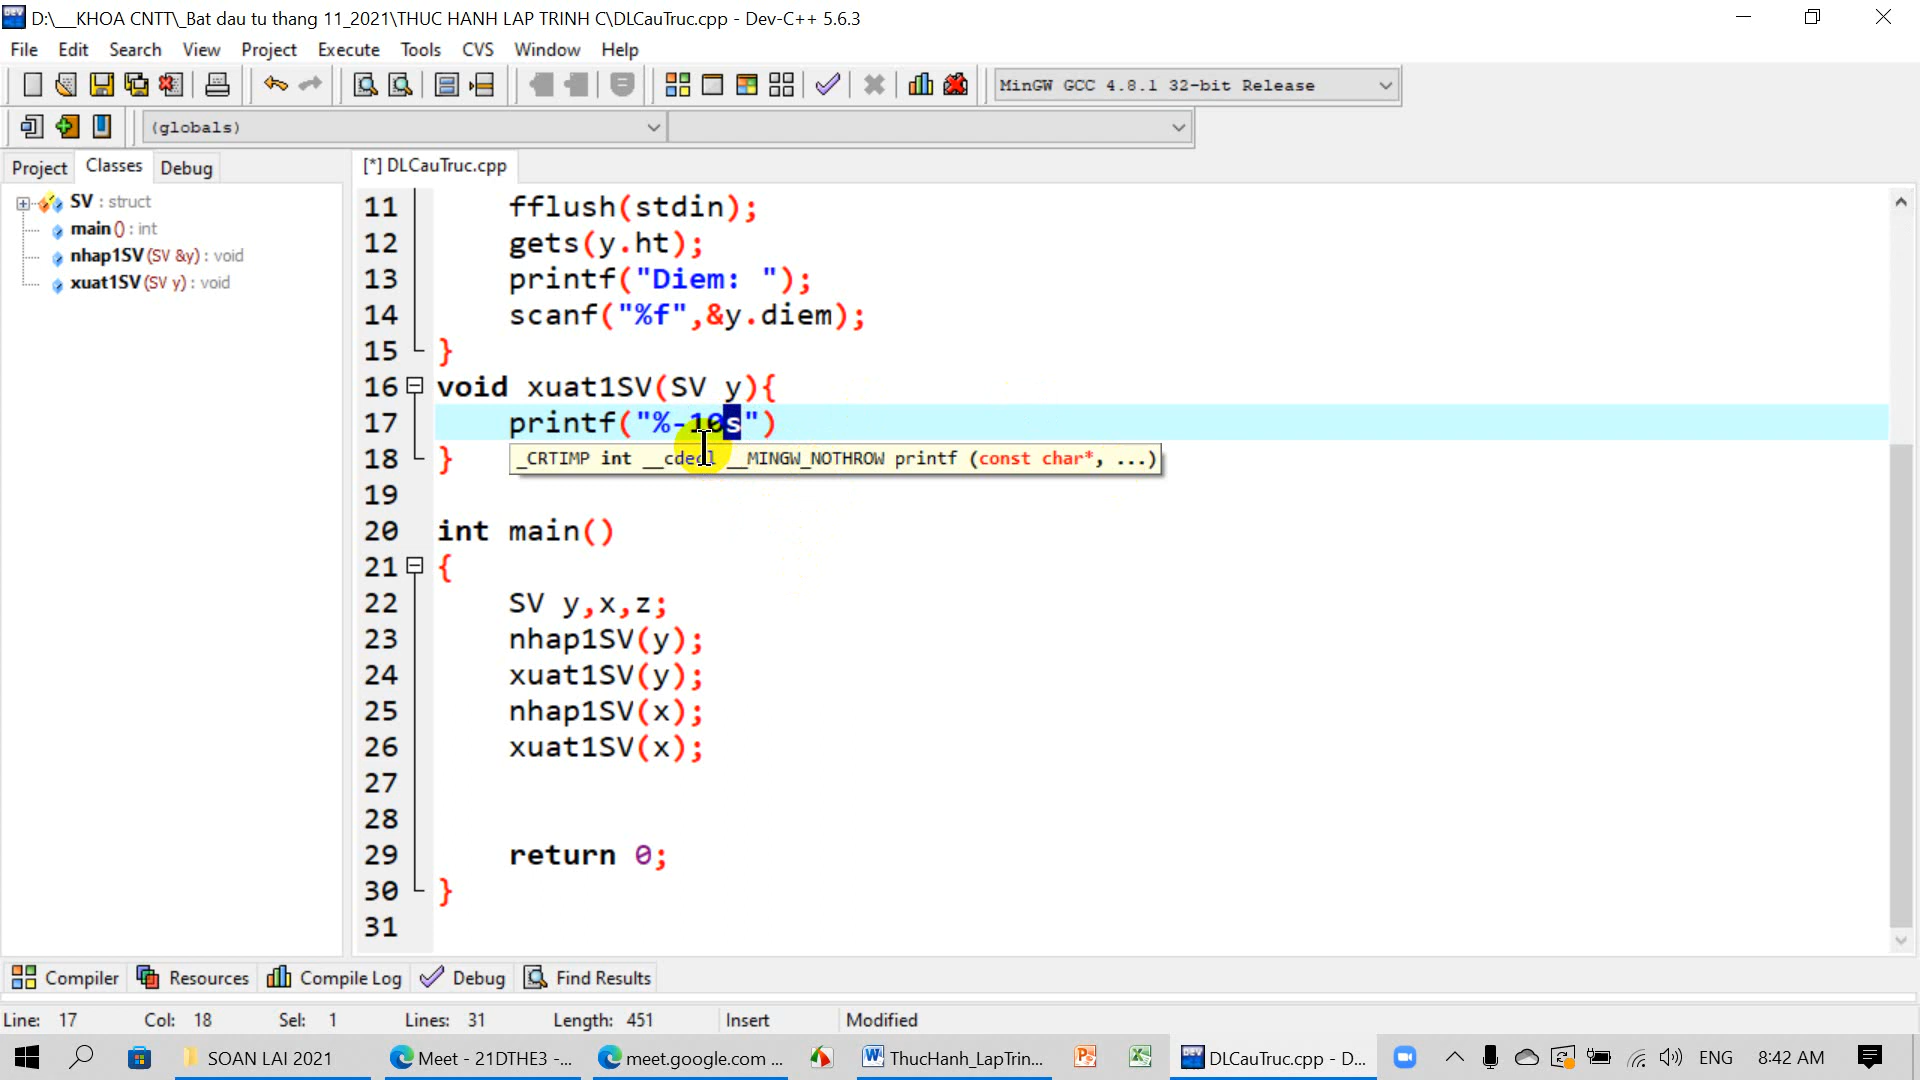 D:\__KHOA CNTT\_Bat dau tu thang 11_2021\THUC HANH LAP TRINH C\DLCauTruc.cpp - Dev-C++ 5.6.3
File Edit Search View Project Execute Tools CVS Window Help
MinGW GCC 4.8.1 32-bit Release
(globals)
Project Classes Debug
[*] DLCauTruc.cpp
SV : struct
main () : int
nhap1SV (SV &y) : void
xuat1SV (SV y) : void
11 fflush(stdin);
12 gets(y.ht);
13 printf("Diem: ");
14 scanf("%f",&y.diem);
15 }
16 void xuat1SV(SV y){
17 printf("%-10s")
18 }
_CRTIMP int __cdecl __MINGW_NOTHROW printf (const char*, ...)
19
20 int main()
21 {
22 SV y,x,z;
23 nhap1SV(y);
24 xuat1SV(y);
25 nhap1SV(x);
26 xuat1SV(x);
27
28
29 return 0;
30 }
31
Compiler Resources Compile Log Debug Find Results
Line: 17 Col: 18 Sel: 1 Lines: 31 Length: 451 Insert Modified
SOAN LAI 2021 Meet - 21DTHE3 -... meet.google.com ... ThucHanh_LapTrin... DLCauTruc.cpp - D... ENG 8:42 AM